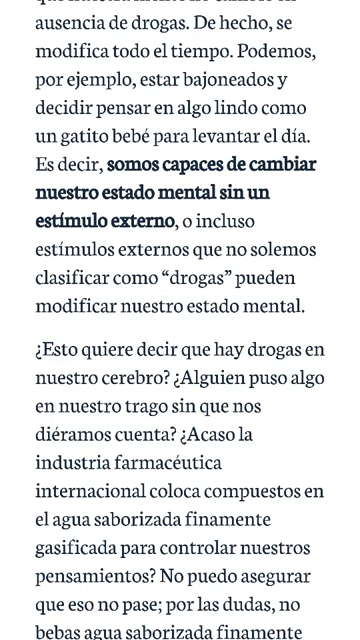 ausencia de drogas. De hecho, se
modifica todo el tiempo. Podemos,
por ejemplo, estar bajoneados y
decidir pensar en algo lindo como
un gatito bebé para levantar el día.
Es decir, somos capaces de cambiar
nuestro estado mental sin un
estímulo externo, o incluso
estímulos externos que no solemos
clasificar como “drogas” pueden
modificar nuestro estado mental.
¿Esto quiere decir que hay drogas en
nuestro cerebro? ¿Alguien puso algo
en nuestro trago sin que nos
diéramos cuenta? ¿Acaso la
industria farmacéutica
internacional coloca compuestos en
el agua saborizada finamente
gasificada para controlar nuestros
pensamientos? No puedo asegurar
que eso no pase; por las dudas, no
bebas agua saborizada finamente